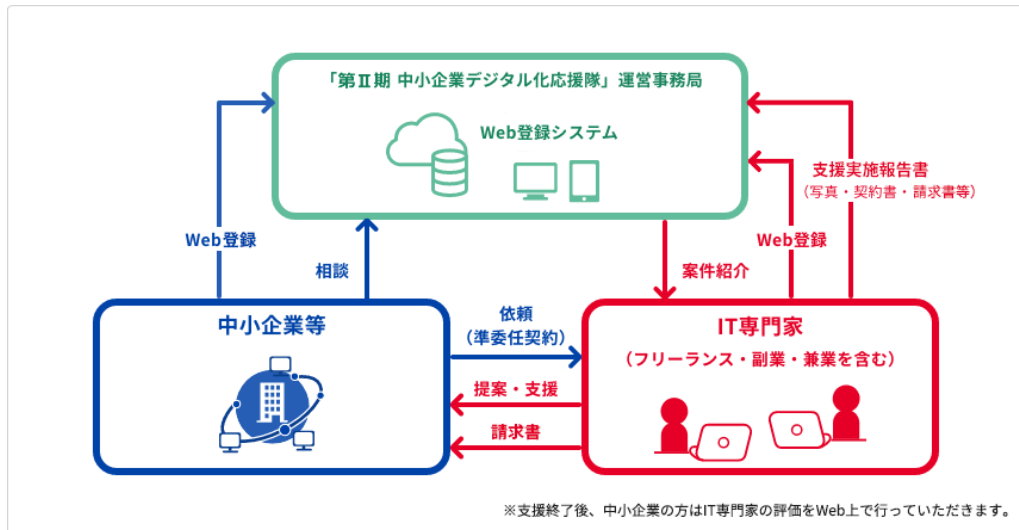 「第Ⅱ期 中小企業デジタル化応援隊」運営事務局
Web登録システム
支援実施報告書
（写真・契約書・請求書等）
Web登録
Web登録
相談
案件紹介
中小企業等
依頼
（準委任契約）
提案・支援
請求書
IT専門家
（フリーランス・副業・兼業を含む）
※支援終了後、中小企業の方はIT専門家の評価をWeb上で行っていただきます。